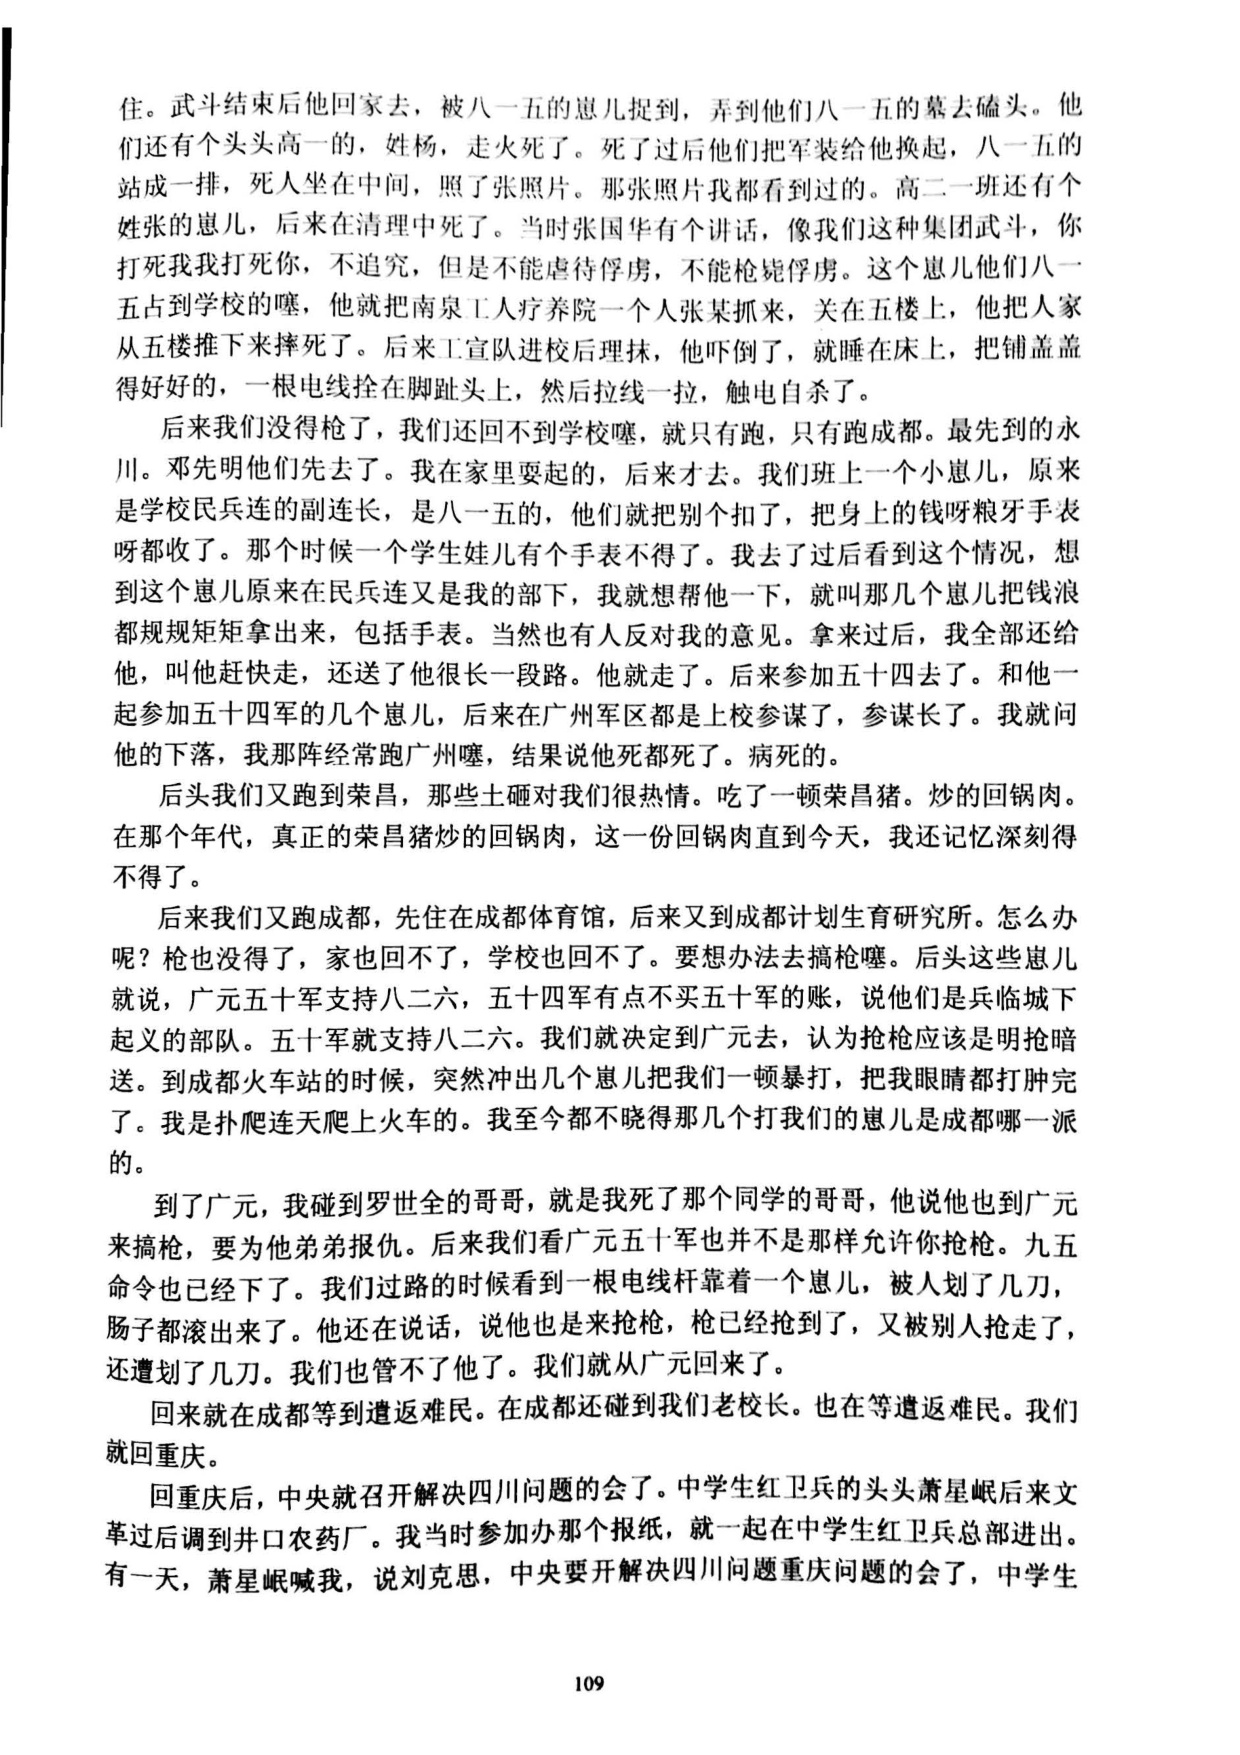 住。武斗结束后他回家去，被八一五的崽儿捉到，弄到他们八一五的墓去磕头。他
们还有个头头高一的，姓杨，走火死了。死了过后他们把军装给他换起，八一五的
站成一排，死人坐在中间，照了张照片。那张照片我都看到过的。高二一班还有个
姓张的崽儿，后来在清理中死了。当时张国华有个讲话，像我们这种集团武斗，你
打死我我打死你，不追究，但是不能虐待俘虏，不能枪毙俘虏。这个崽儿他们八一
五占到学校的噻，他就把南泉工人疗养院一个人张某抓来，关在五楼上，他把人家
从五楼推下来摔死了。后来工宣队进校后理抹，他吓倒了，就睡在床上，把铺盖盖
得好好的，一根电线拴在脚趾头上，然后拉线一拉，触电自杀了。
后来我们没得枪了，我们还回不到学校噻，就只有跑，只有跑成都。最先到的永
川。邓先明他们先去了。我在家里耍起的，后来才去。我们班上一个小崽儿，原来
是学校民兵连的副连长，是八一五的，他们就把别个扣了，把身上的钱呀粮牙手表
呀都收了。那个时候一个学生娃儿有个手表不得了。我去了过后看到这个情况，想
到这个崽儿原来在民兵连又是我的部下，我就想帮他一下，就叫那几个崽儿把钱浪
都规规矩矩拿出来，包括手表。当然也有人反对我的意见。拿来过后，我全部还给
他，叫他赶快走，还送了他很长一段路。他就走了。后来参加五十四去了。和他一
起参加五十四军的几个崽儿，后来在广州军区都是上校参谋了，参谋长了。我就问
他的下落，我那阵经常跑广州噻，结果说他死都死了。病死的。
后头我们又跑到荣昌，那些土砸对我们很热情。吃了一顿荣昌猪。炒的回锅肉。
在那个年代，真正的荣昌猪炒的回锅肉，这一份回锅肉直到今天，我还记忆深刻得
不得了。
后来我们又跑成都，先住在成都体育馆，后来又到成都计划生育研究所。怎么办
呢？枪也没得了，家也回不了，学校也回不了。要想办法去搞枪噻。后头这些崽儿
就说，广元五十军支持八二六，五十四军有点不买五十军的账，说他们是兵临城下
起义的部队。五十军就支持八二六。我们就决定到广元去，认为抢枪应该是明抢暗
送。到成都火车站的时候，突然冲出几个崽儿把我们一顿暴打，把我眼睛都打肿完
了。我是扑爬连天爬上火车的。我至今都不晓得那几个打我们的崽儿是成都哪一派
的。
到了广元，我碰到罗世全的哥哥，就是我死了那个同学的哥哥，他说他也到广元
来搞枪，要为他弟弟报仇。后来我们看广元五十军也并不是那样允许你抢枪。九五
命令也已经下了。我们过路的时候看到一根电线杆靠着一个崽儿，被人划了几刀，
肠子都滚出来了。他还在说话，说他也是来抢枪，枪已经抢到了，又被别人抢走了，
还遭划了几刀。我们也管不了他了。我们就从广元回来了。
回来就在成都等到遣返难民。在成都还碰到我们老校长。也在等遣返难民。我们
就回重庆。
回重庆后，中央就召开解决四川问题的会了。中学生红卫兵的头头萧星岷后来文
革过后调到井口农药厂。我当时参加办那个报纸，就一起在中学生红卫兵总部进出。
有一天，萧星岷喊我，说刘克思，中央要开解决四川问题重庆问题的会了，中学生
109